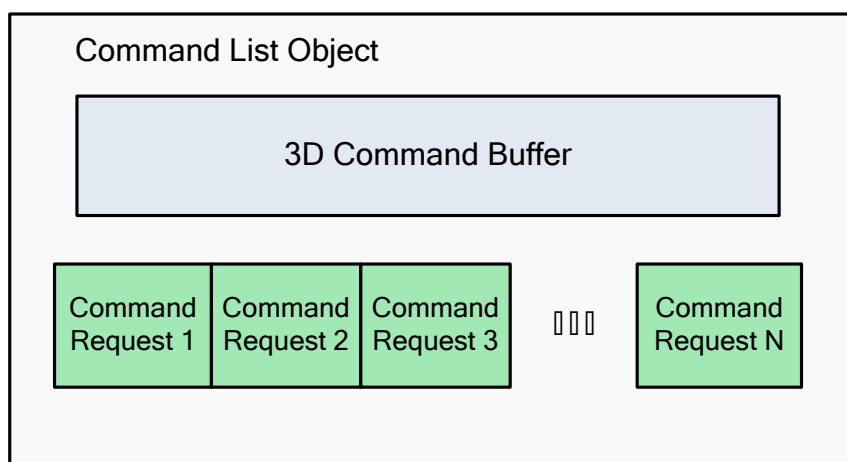 Command List Object
3D Command Buffer
Command
Request 1
Command
Request 2
Command
Request 3
Command
Request N